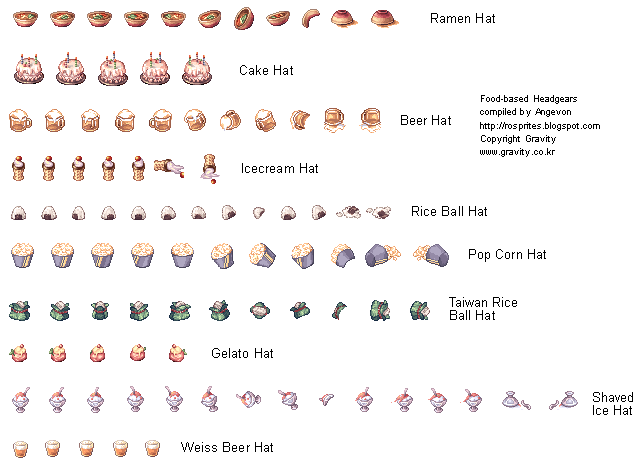 Ramen Hat
Cake Hat
Food-based Headgears
compiled by Angevon
http://rosprites.blogspot.com
Copyright Gravity
www.gravity.co.kr
Beer Hat
Icecream Hat
Rice Ball Hat
Pop Corn Hat
Taiwan Rice
Ball Hat
Gelato Hat
Shaved
Ice Hat
Weiss Beer Hat